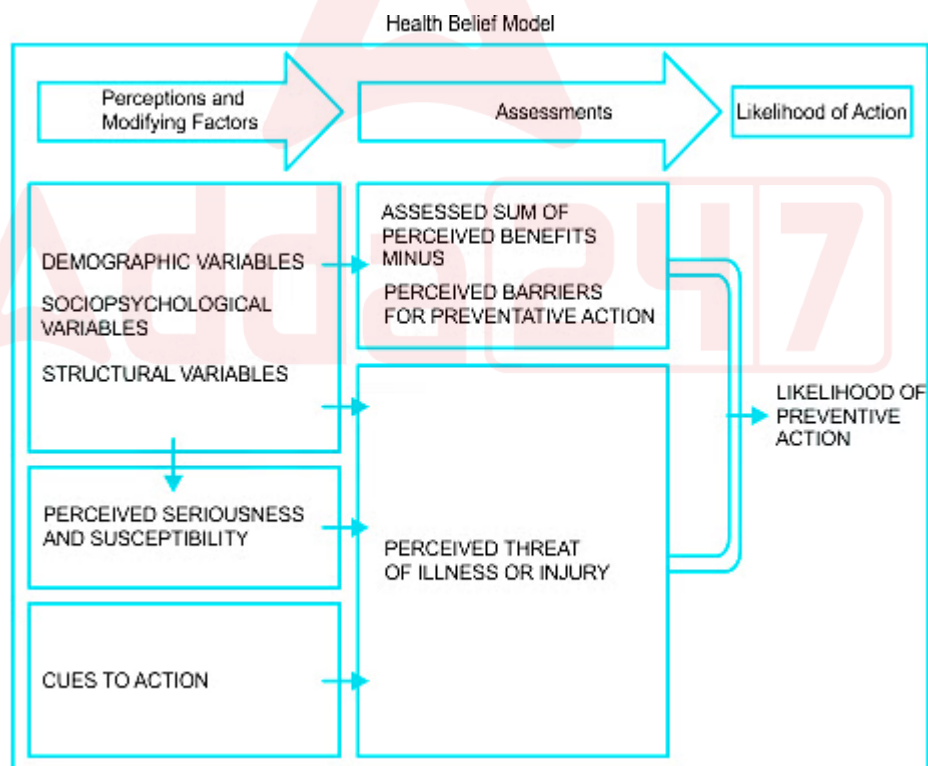 Health Belief Model
Perceptions and
Modifying Factors
Assessments
Likelihood of Action
DEMOGRAPHIC VARIABLES
SOCIOPSYCHOLOGICAL
VARIABLES
STRUCTURAL VARIABLES
ASSESSED SUM OF
PERCEIVED BENEFITS
MINUS
PERCEIVED BARRIERS
FOR PREVENTATIVE ACTION
PERCEIVED SERIOUSNESS
AND SUSCEPTIBILITY
PERCEIVED THREAT
OF ILLNESS OR INJURY
CUES TO ACTION
LIKELIHOOD OF
PREVENTIVE
ACTION
Adda247